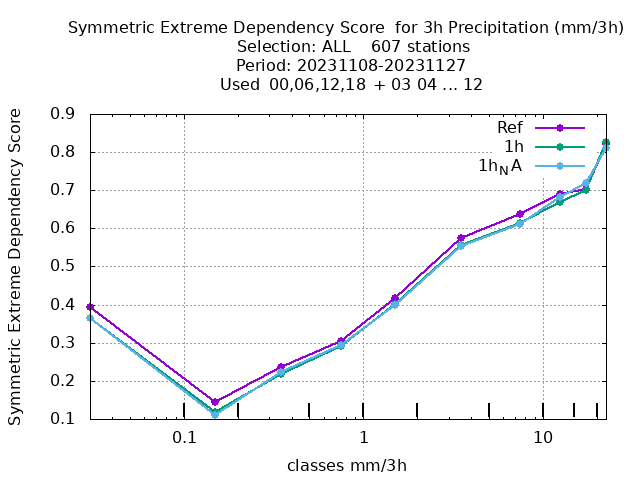 Symmetric Extreme Dependency Score for 3h Precipitation (mm/3h)
Selection: ALL 607 stations
Period: 20231108-20231127
Used 00,06,12,18 + 03 04 ... 12
Symmetric Extreme Dependency Score
0.9
0.8
0.7
0.6
0.5
0.4
0.3
0.2
0.1
Ref
1h
1h_NA
0.1 1 10
classes mm/3h